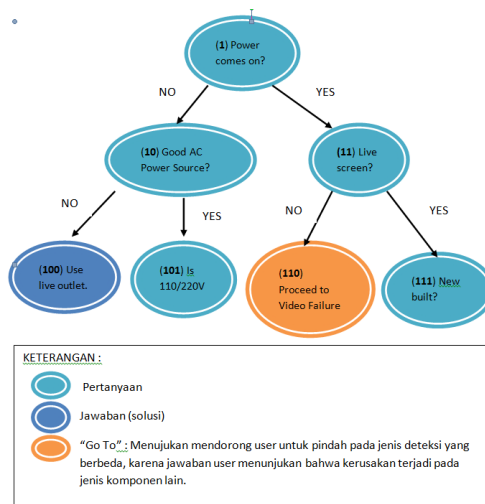 (1) Power
comes on?
NO
YES
(10) Good AC
Power Source?
(11) Live
screen?
NO
YES
NO
YES
(100) Use
live outlet.
(101) Is
110/220V
(110)
Proceed to
Video Failure
(111) New
built?
KETERANGAN :
Pertanyaan
Jawaban (solusi)
“Go To” : Menujukan mendorong user untuk pindah pada jenis deteksi yang
berbeda, karena jawaban user menunjukan bahwa kerusakan terjadi pada
jenis komponen lain.